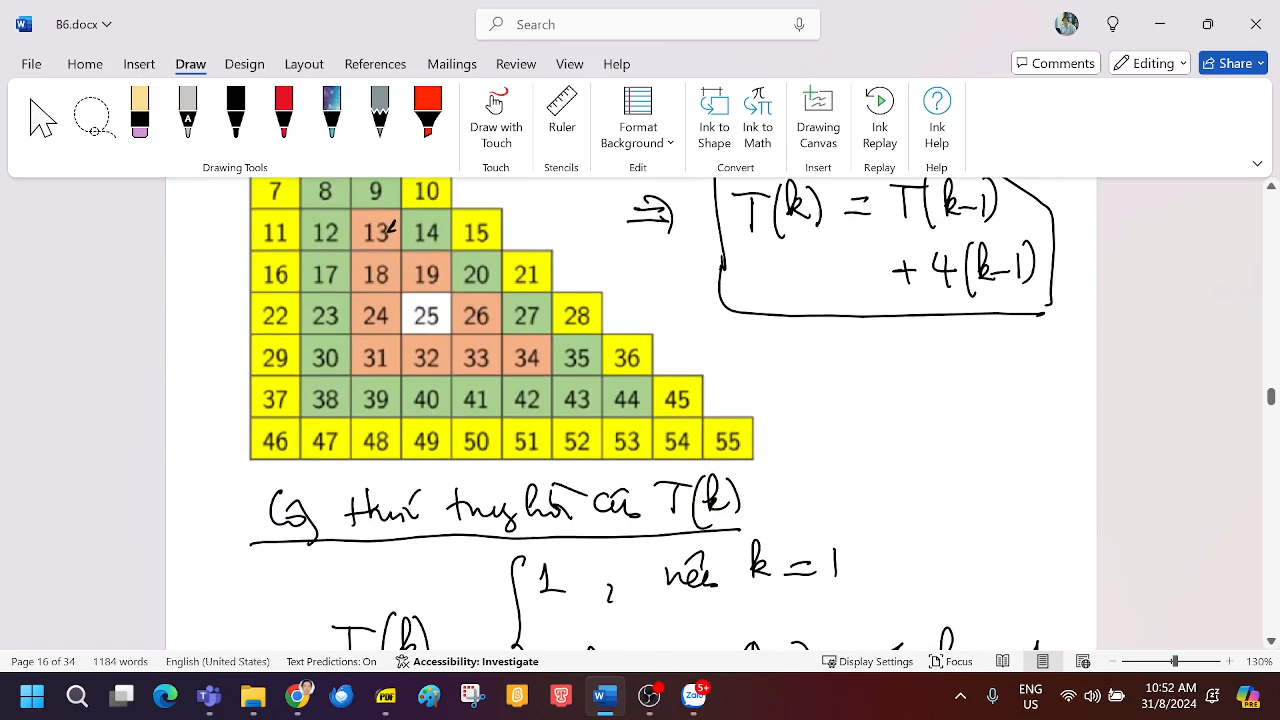 B6.docx
Search
File Home Insert Draw Design Layout References Mailings Review View Help
Comments Editing Share
Draw with Touch
Ruler
Format Background
Ink to Shape
Ink to Math
Drawing Canvas
Ink Replay
Ink Help
Drawing Tools Touch Stencils Edit Convert Insert Replay Help
7 8 9 10
11 12 13 14 15
16 17 18 19 20 21
22 23 24 25 26 27 28
29 30 31 32 33 34 35 36
37 38 39 40 41 42 43 44 45
46 47 48 49 50 51 52 53 54 55
⇒ T(k) = T(k-1)
+ 4(k-1)
thức truy hồi của T(k)
1 , nếu k = 1
T(k)
Page 16 of 34 1184 words English (United States) Text Predictions: On Accessibility: Investigate Display Settings Focus 130%
PDF
Zalo 5+
ENG US
10:52 AM
31/8/2024
PRE